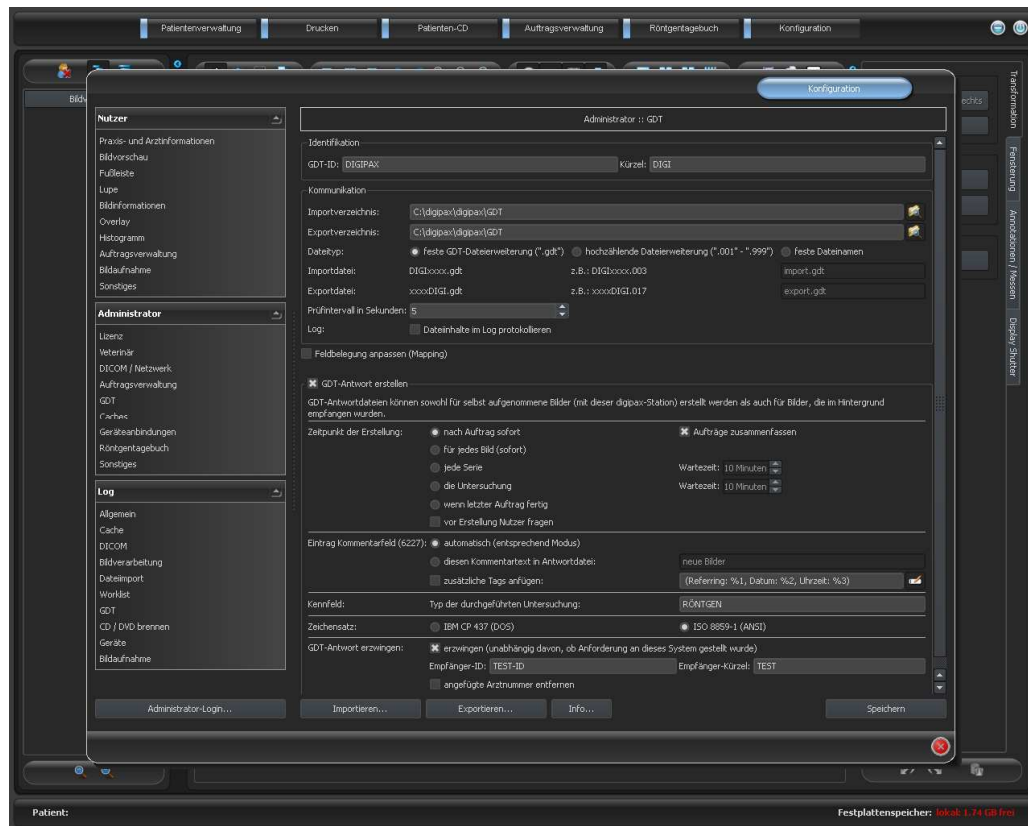 Patientenverwaltung Drucken Patienten-CD Auftragsverwaltung Röntgentagebuch Konfiguration
Konfiguration
Nutzer
Praxis- und Arztinformationen
Bildvorschau
Fußleiste
Lupe
Bildinformationen
Overlay
Histogramm
Auftragsverwaltung
Bildaufnahme
Sonstiges
Administrator
Lizenz
Veterinär
DICOM / Netzwerk
Auftragsverwaltung
GDT
Caches
Geräteanbindungen
Röntgentagebuch
Sonstiges
Log
Allgemein
Cache
DICOM
Bildverarbeitung
Dateiimport
Worklist
GDT
CD / DVD brennen
Geräte
Bildaufnahme
Administrator-Login...
Administrator :: GDT
Identifikation
GDT-ID: DIGIPAX Kürzel: DIGI
Kommunikation
Importverzeichnis: C:\digipax\digipax\GDT
Exportverzeichnis: C:\digipax\digipax\GDT
Dateityp: feste GDT-Dateierweiterung (".gdt") hochzählende Dateierweiterung (".001" - ".999") feste Dateinamen
Importdatei: DIGIxxxx.gdt z.B.: DIGIxxxx.003 import.gdt
Exportdatei: xxxxDIGI.gdt z.B.: xxxxDIGI.017 export.gdt
Prüfintervall in Sekunden: 5
Log: Dateiinhalte im Log protokollieren
Feldbelegung anpassen (Mapping)
GDT-Antwort erstellen
GDT-Antwortdateien können sowohl für selbst aufgenommene Bilder (mit dieser digipax-Station) erstellt werden als auch für Bilder, die im Hintergrund
empfangen wurden.
Zeitpunkt der Erstellung: nach Auftrag sofort Aufträge zusammenfassen
für jedes Bild (sofort)
jede Serie Wartezeit: 10 Minuten
die Untersuchung Wartezeit: 10 Minuten
wenn letzter Auftrag fertig
vor Erstellung Nutzer fragen
Eintrag Kommentarfeld (6227): automatisch (entsprechend Modus)
diesen Kommentartext in Antwortdatei: neue Bilder
zusätzliche Tags anfügen: (Referring: %1, Datum: %2, Uhrzeit: %3)
Kennfeld: Typ der durchgeführten Untersuchung: RÖNTGEN
Zeichensatz: IBM CP 437 (DOS) ISO 8859-1 (ANSI)
GDT-Antwort erzwingen: erzwingen (unabhängig davon, ob Anforderung an dieses System gestellt wurde)
Empfänger-ID: TEST-ID Empfänger-Kürzel: TEST
angefügte Arztnummer entfernen
Importieren... Exportieren... Info... Speichern
Transformation
Fensterung
Annotationen / Messen
Display Shutter
Patient: Festplattenspeicher: lokal: 1.74 GB frei